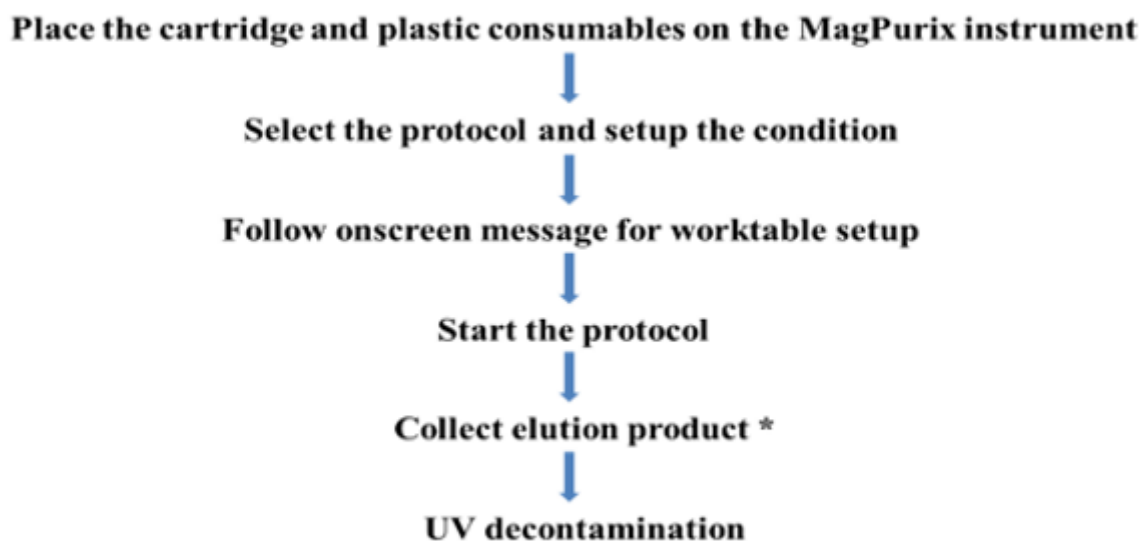 Place the cartridge and plastic consumables on the MagPurix instrument
Select the protocol and setup the condition
Follow onscreen message for worktable setup
Start the protocol
Collect elution product *
UV decontamination